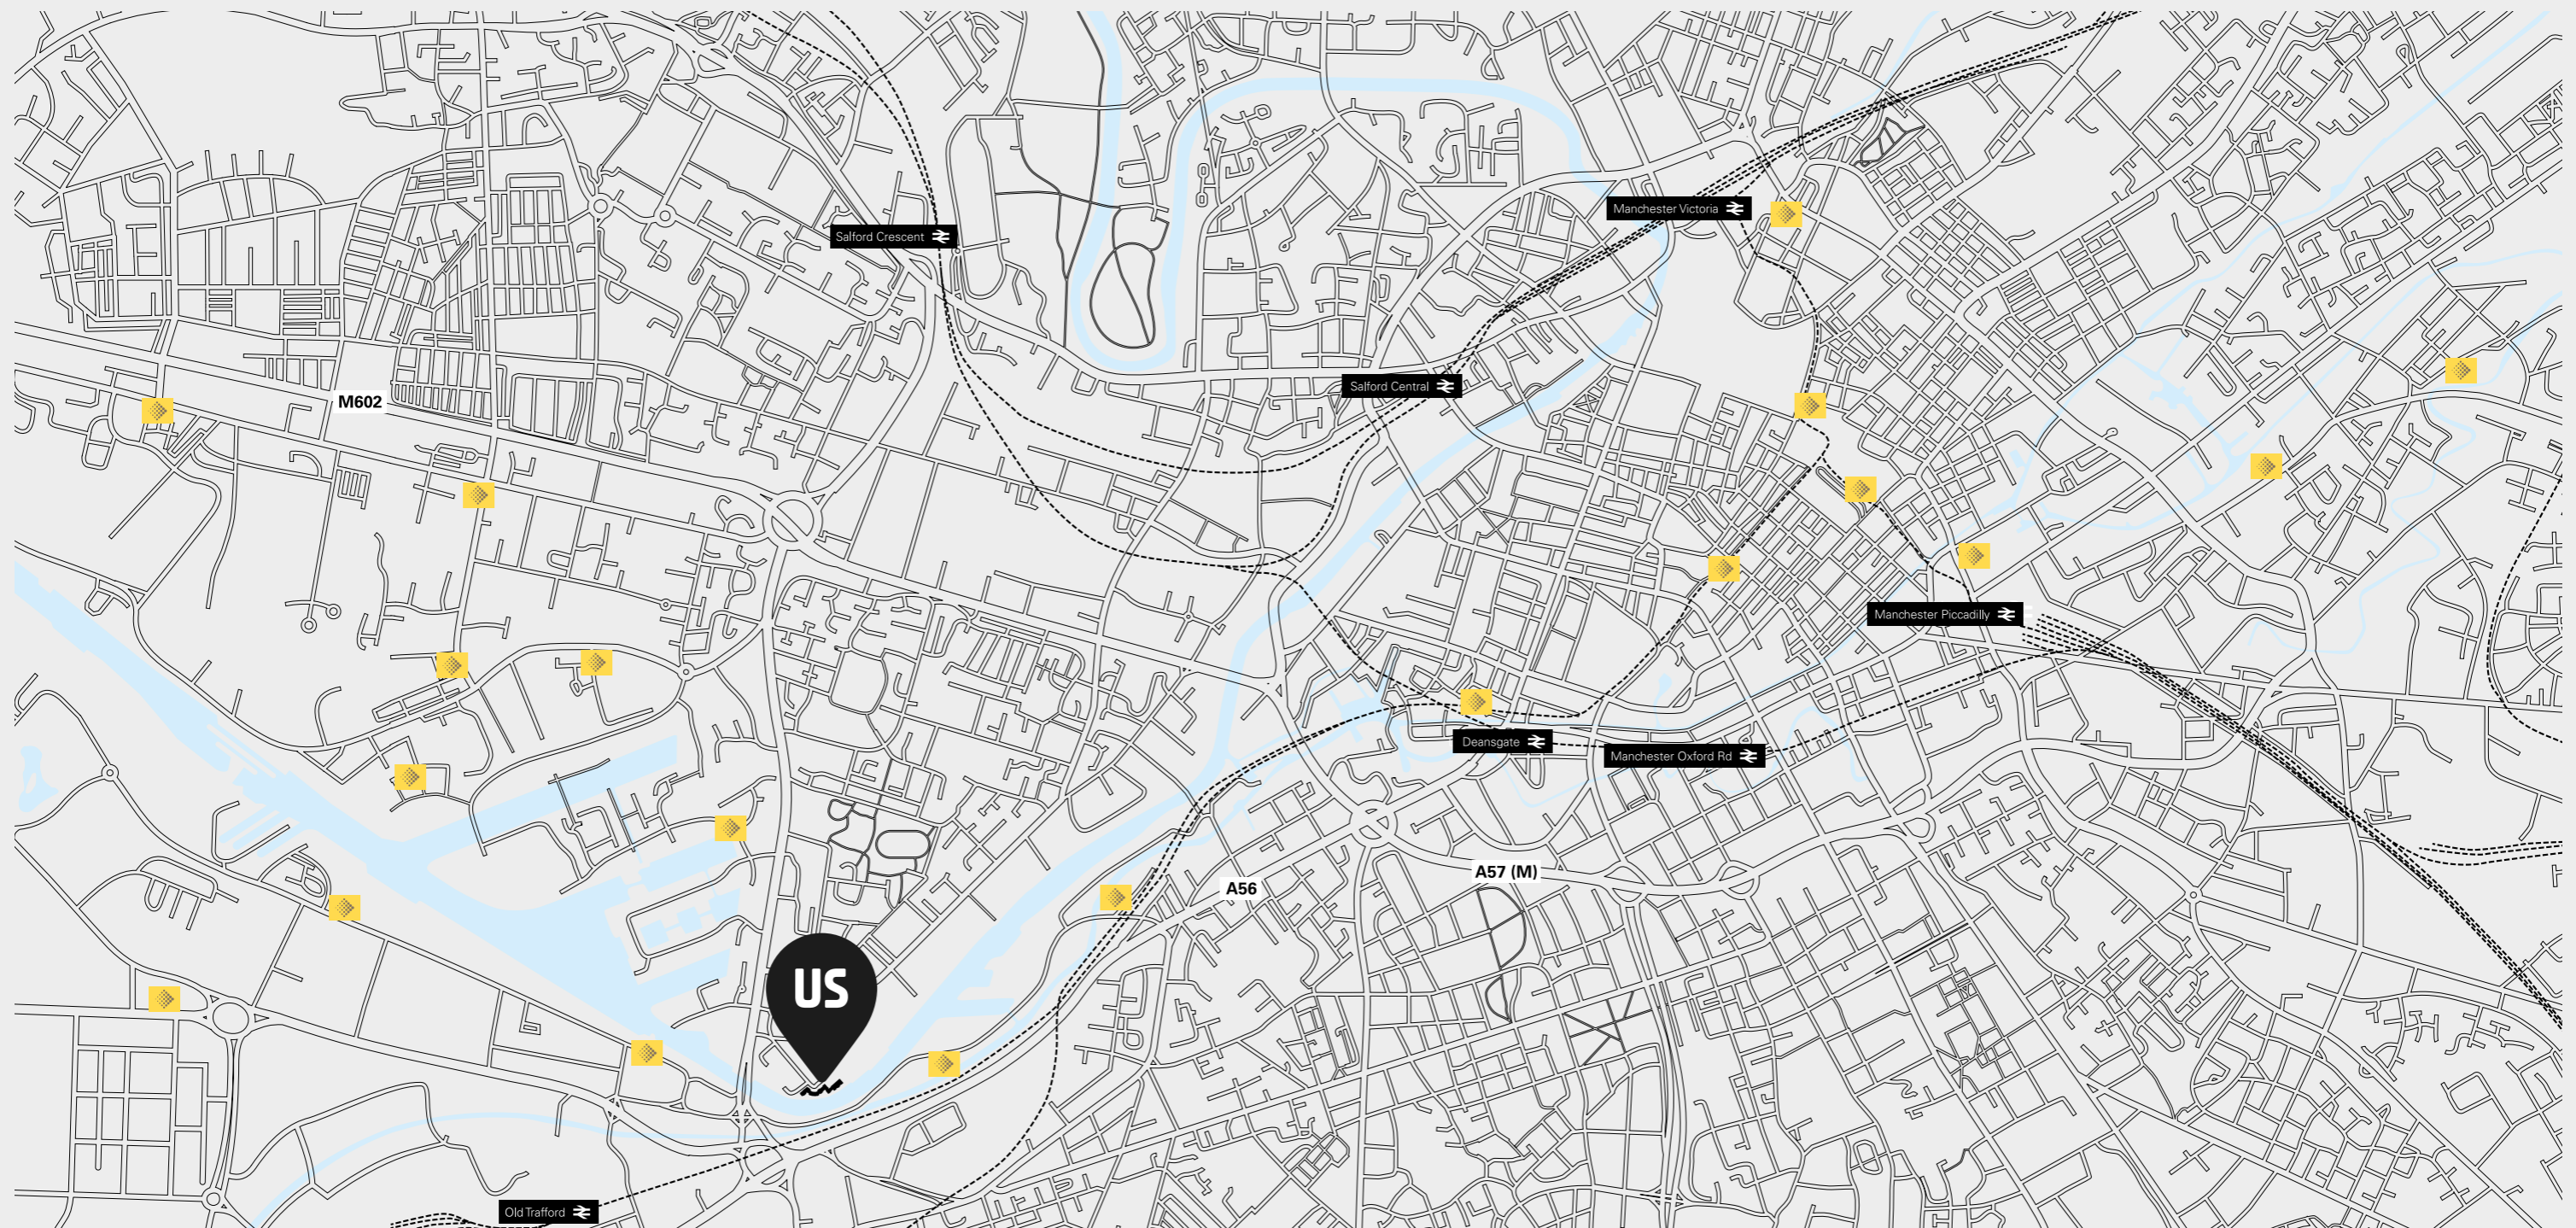 Manchester Victoria
Salford Crescent
Salford Central
M602
Manchester Piccadilly
Deansgate
Manchester Oxford Rd
A57 (M)
A56
US
Old Trafford